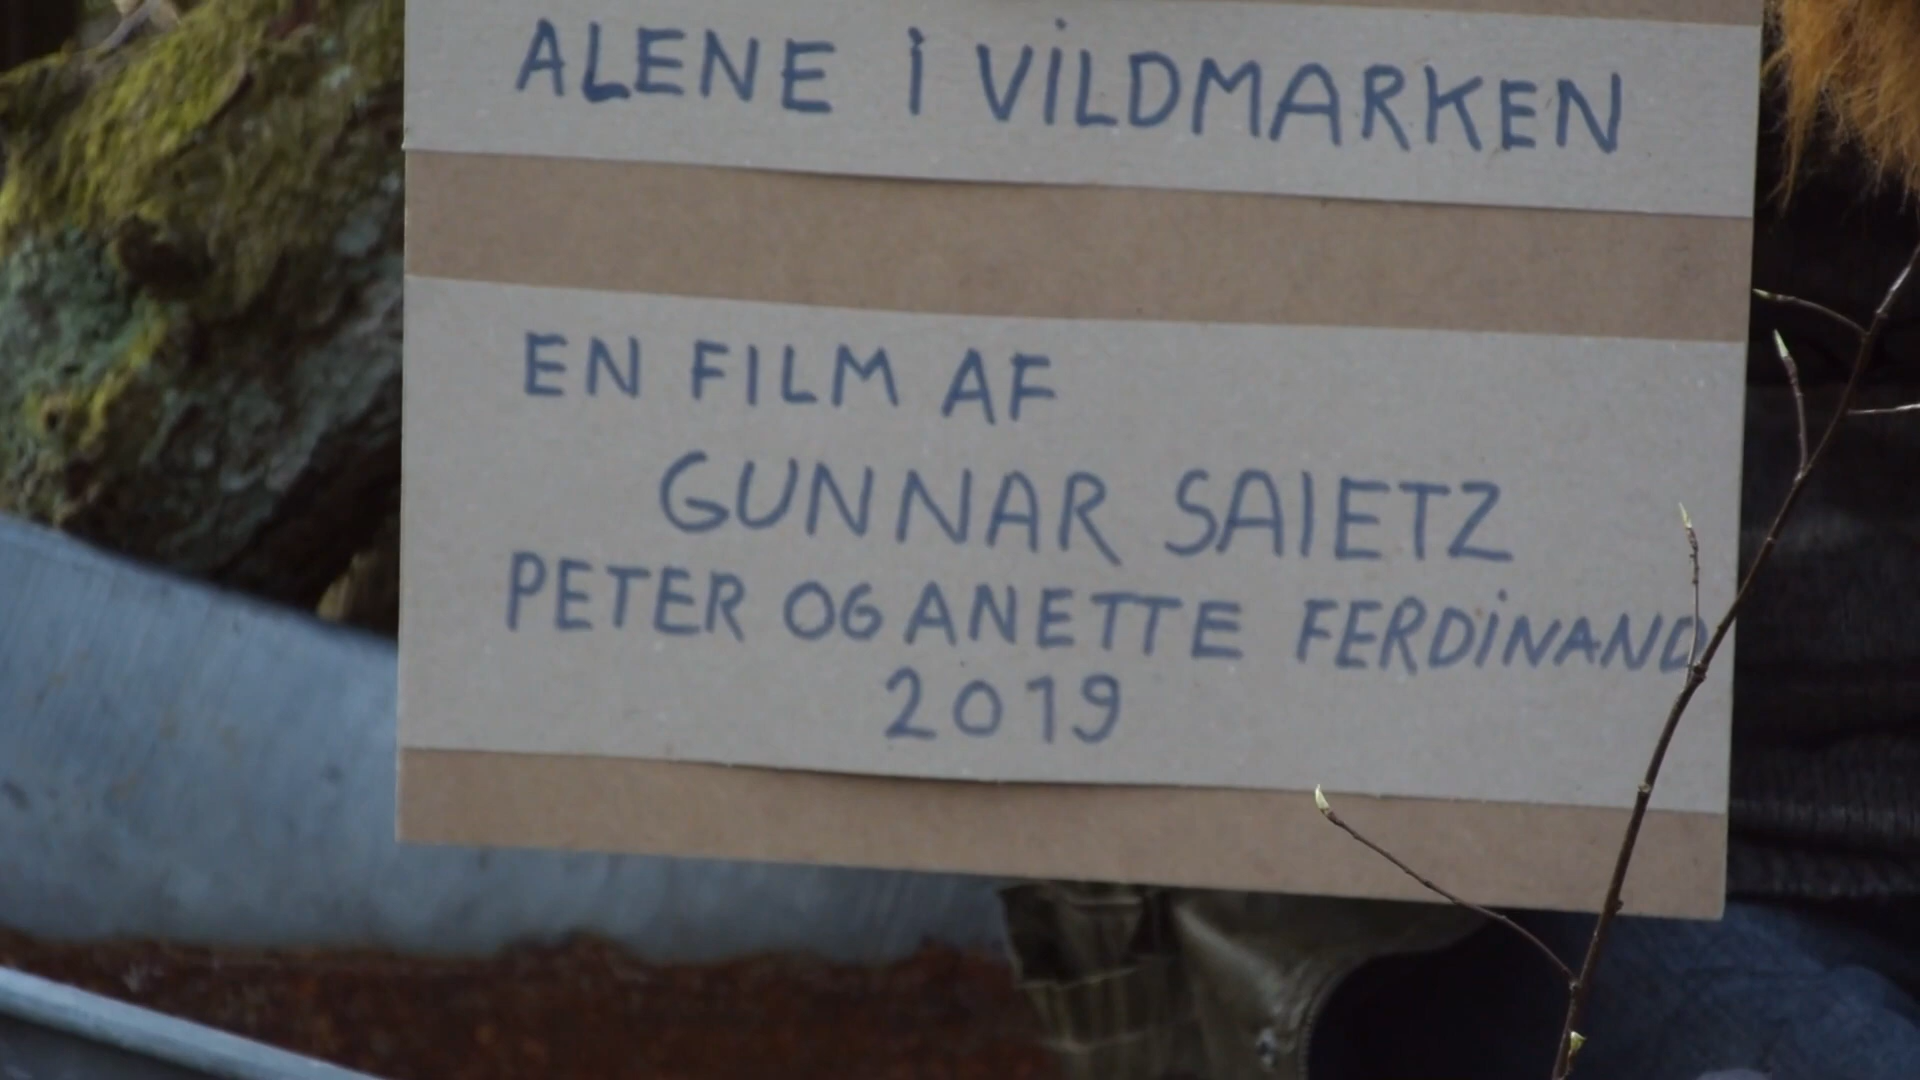 ALENE I VILDMARKEN
EN FILM AF
GUNNAR SAIETZ
PETER OG ANETTE FERDINAND
2019